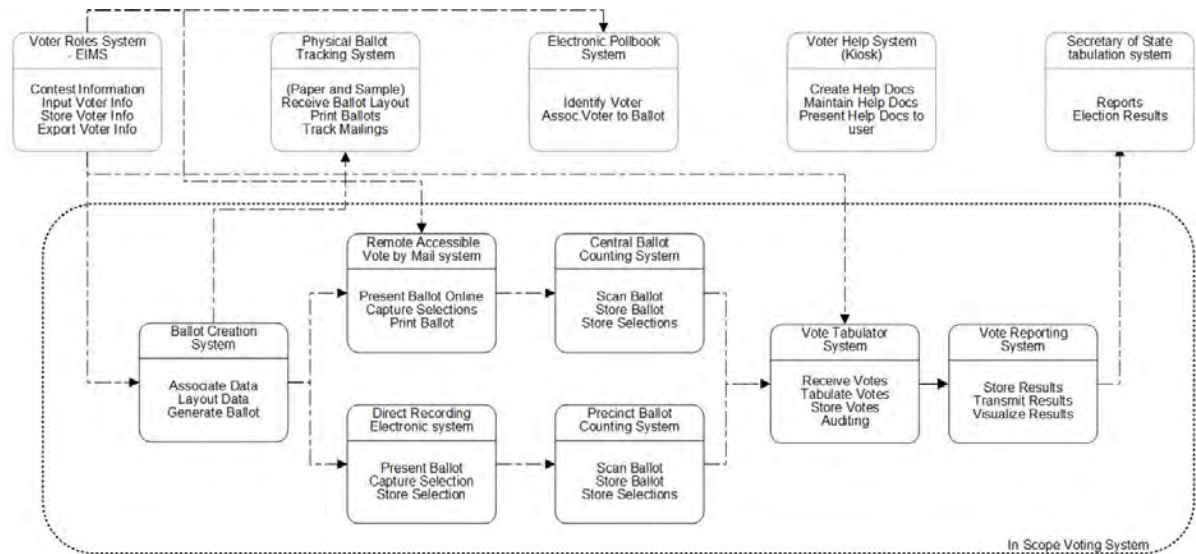 Voter Roles System
- EIMS
Contest Information
Input Voter Info
Store Voter Info
Export Voter Info
Physical Ballot
Tracking System
(Paper and Sample)
Receive Ballot Layout
Print Ballots
Track Mailings
Electronic Pollbook
System
Identify Voter
Assoc.Voter to Ballot
Voter Help System
(Kiosk)
Create Help Docs
Maintain Help Docs
Present Help Docs to
user
Secretary of State
tabulation system
Reports
Election Results
Remote Accessible
Vote by Mail system
Present Ballot Online
Capture Selections
Print Ballot
Central Ballot
Counting System
Scan Ballot
Store Ballot
Store Selections
Ballot Creation
System
Associate Data
Layout Data
Generate Ballot
Direct Recording
Electronic system
Present Ballot
Capture Selection
Store Selection
Precinct Ballot
Counting System
Scan Ballot
Store Ballot
Store Selections
Vote Tabulator
System
Receive Votes
Tabulate Votes
Store Votes
Auditing
Vote Reporting
System
Store Results
Transmit Results
Visualize Results
In Scope Voting System